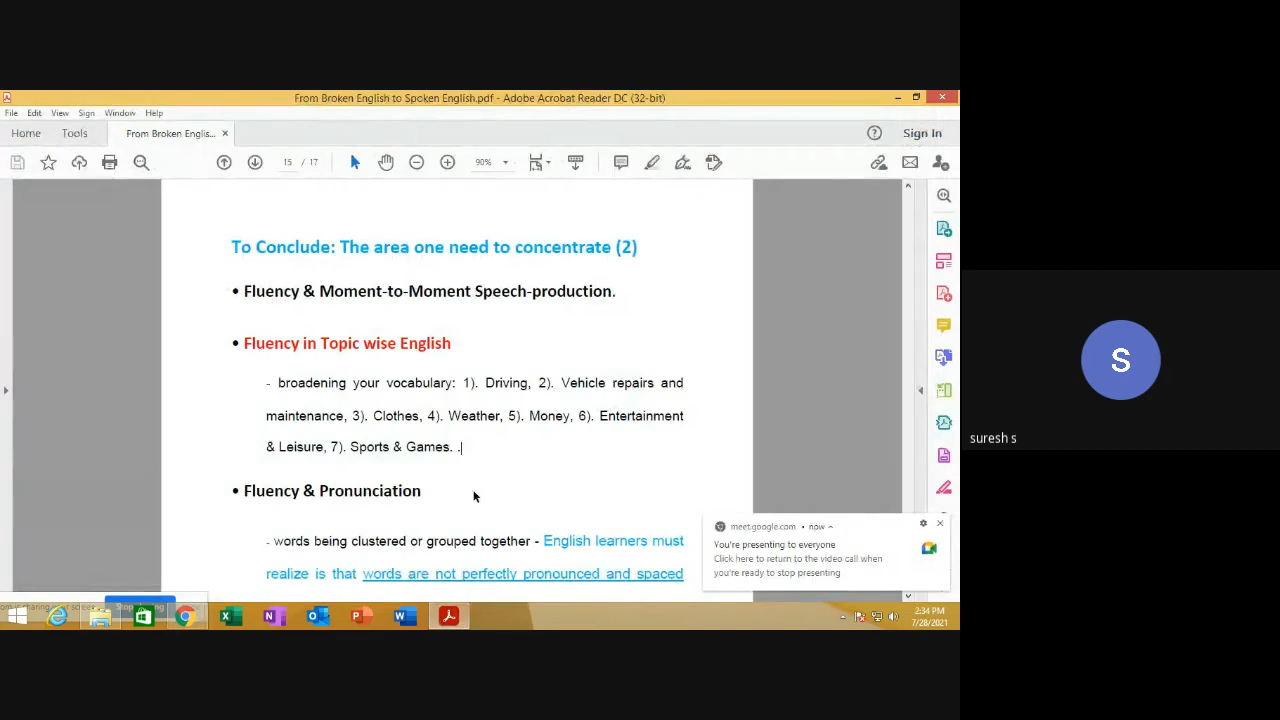 From Broken English to Spoken English.pdf - Adobe Acrobat Reader DC (32-bit)
File Edit View Sign Window Help
Home Tools From Broken Englis... × Sign In
15 / 17 90%
To Conclude: The area one need to concentrate (2)
• Fluency & Moment-to-Moment Speech-production.
• Fluency in Topic wise English
- broadening your vocabulary: 1). Driving, 2). Vehicle repairs and
maintenance, 3). Clothes, 4). Weather, 5). Money, 6). Entertainment
& Leisure, 7). Sports & Games. .
• Fluency & Pronunciation
- words being clustered or grouped together - English learners must
realize is that words are not perfectly pronounced and spaced
meet.google.com • now
You're presenting to everyone
Click here to return to the video call when
you're ready to stop presenting
2:34 PM
7/28/2021
S
suresh s